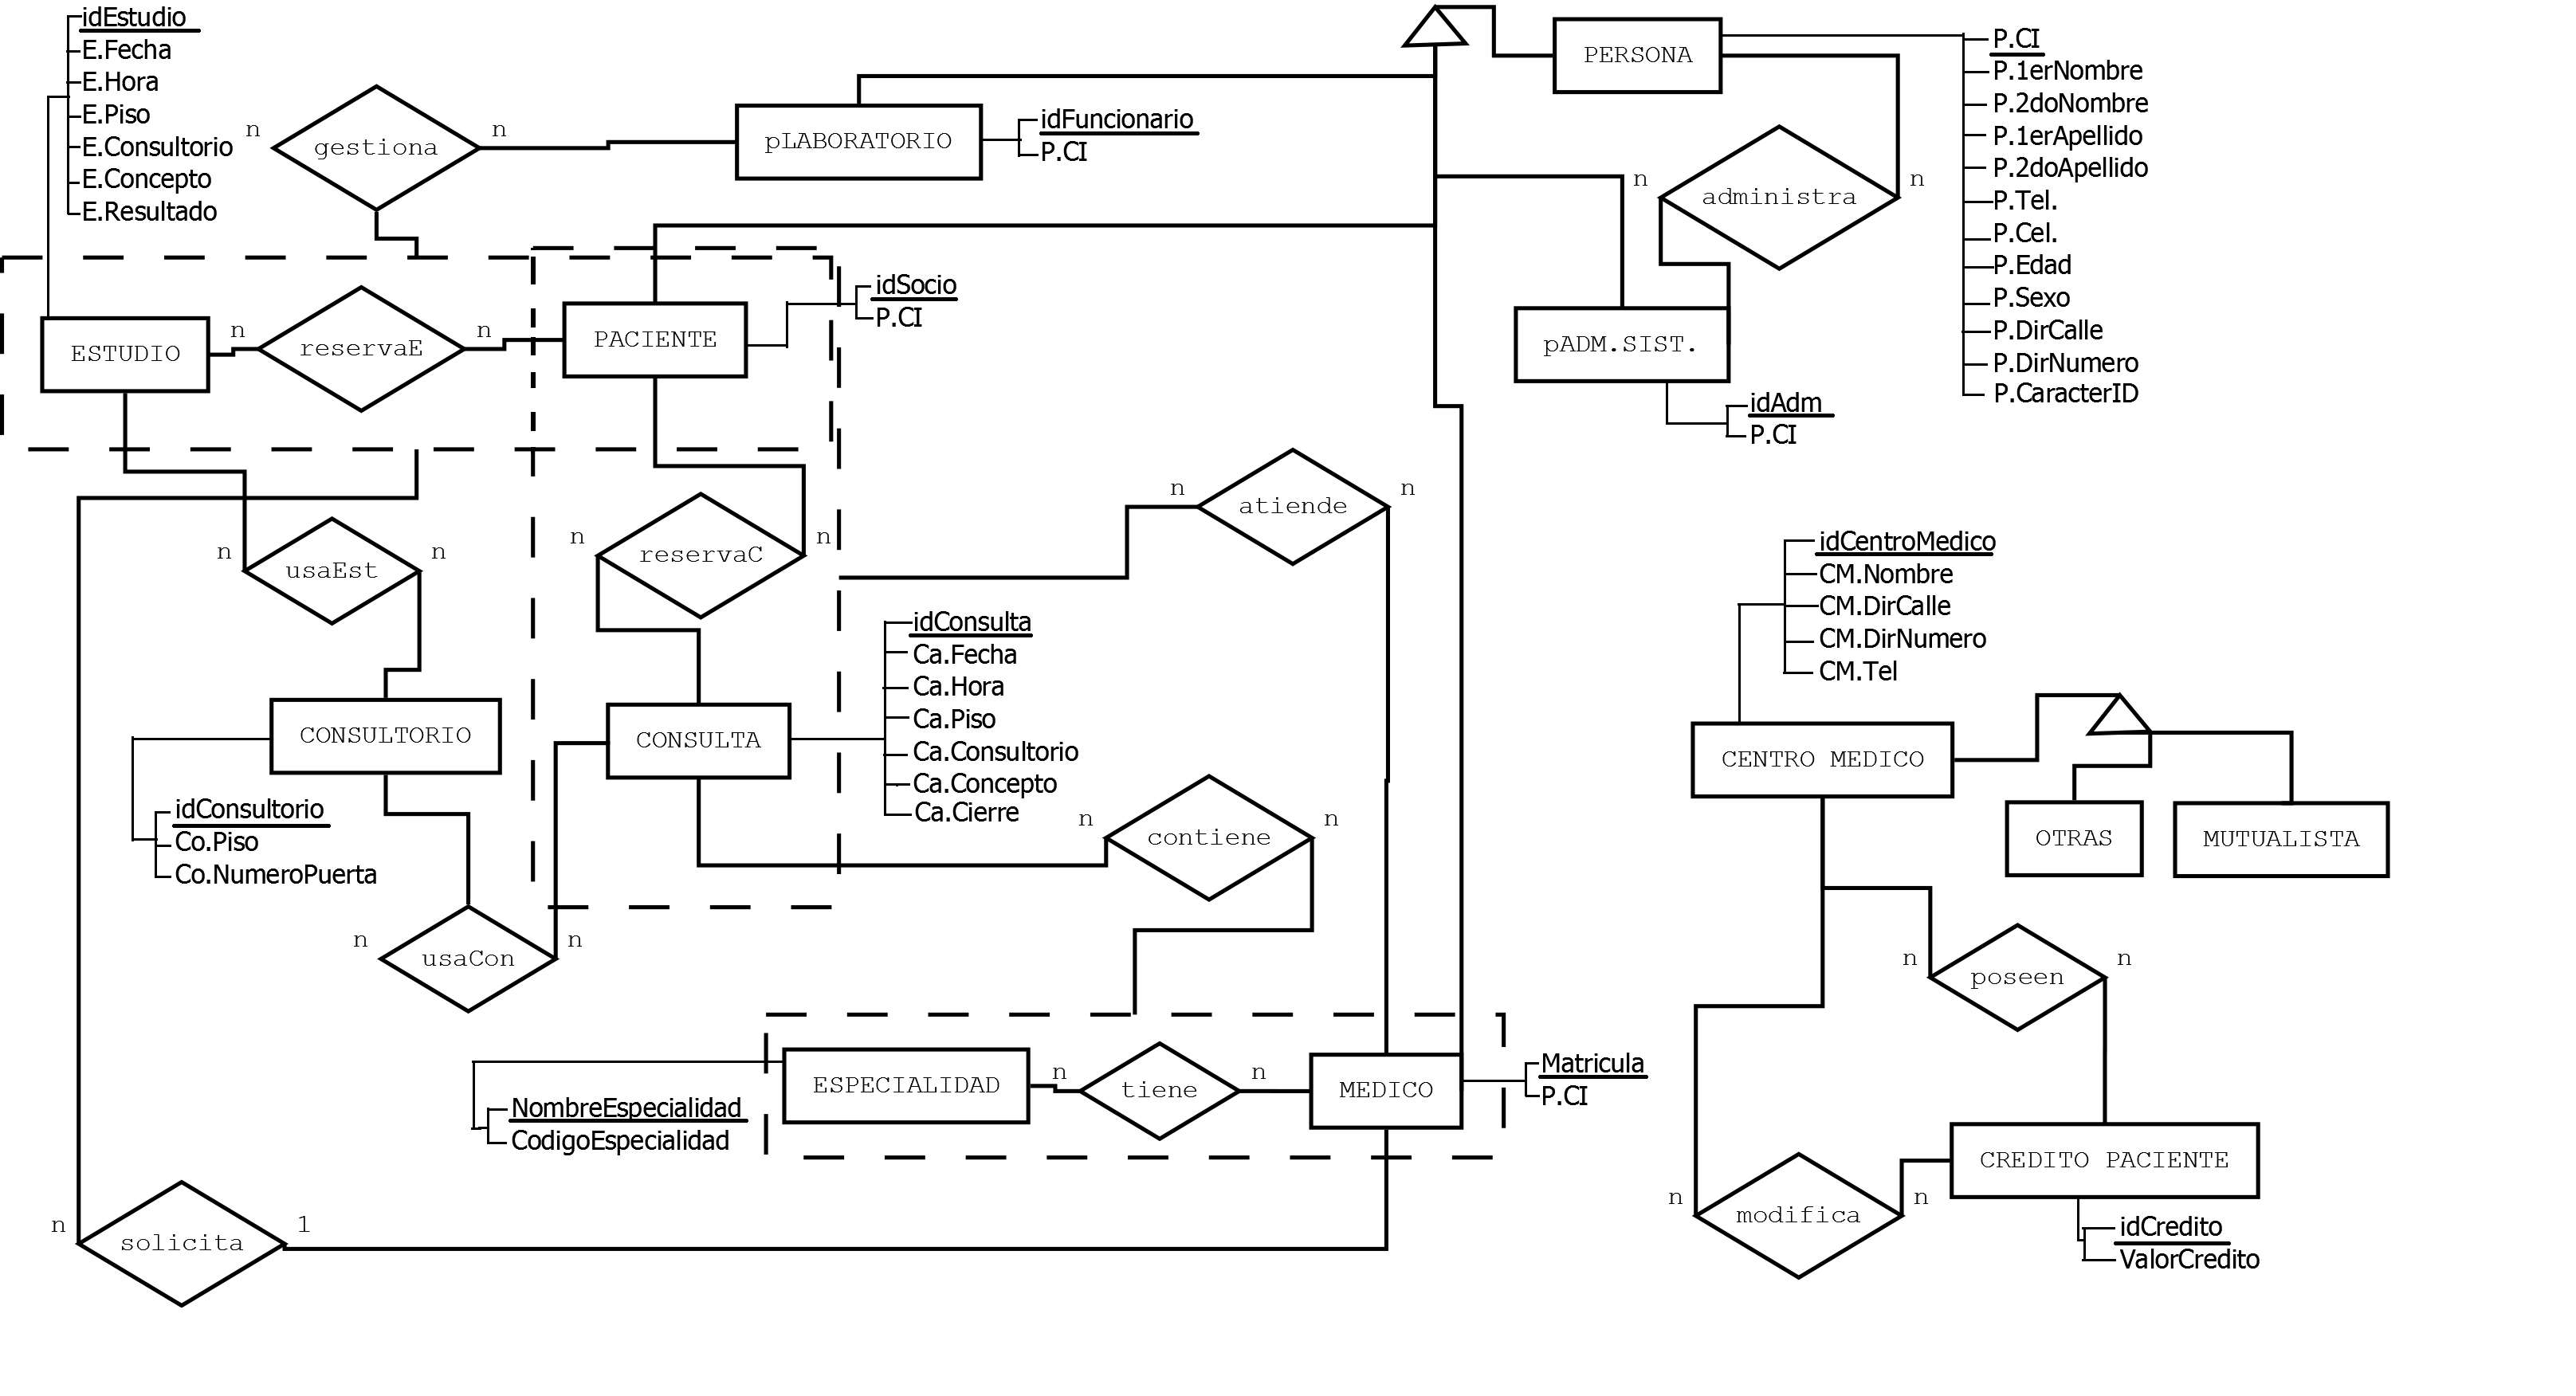 idEstudio
E.Fecha
E.Hora
E.Piso
E.Consultorio
E.Concepto
E.Resultado
n
gestiona
n
pLABORATORIO
idFuncionario
P.CI
PERSONA
P.CI
P.1erNombre
P.2doNombre
P.1erApellido
P.2doApellido
P.Tel.
P.Cel.
P.Edad
P.Sexo
P.DirCalle
P.DirNumero
P.CaracterID
n
administra
n
ESTUDIO
n
reservaE
n
PACIENTE
idSocio
P.CI
pADM.SIST.
idAdm
P.CI
n
usaEst
n
n
reservaC
n
n
atiende
n
idCentroMedico
CM.Nombre
CM.DirCalle
CM.DirNumero
CM.Tel
CONSULTORIO
idConsultorio
Co.Piso
Co.NumeroPuerta
CONSULTA
idConsulta
Ca.Fecha
Ca.Hora
Ca.Piso
Ca.Consultorio
Ca.Concepto
Ca.Cierre
n
contiene
n
CENTRO MEDICO
OTRAS
MUTUALISTA
n
usaCon
n
n
poseen
n
ESPECIALIDAD
NombreEspecialidad
CodigoEspecialidad
n
tiene
n
MEDICO
Matricula
P.CI
n
solicita
1
n
modifica
n
CREDITO PACIENTE
idCredito
ValorCredito